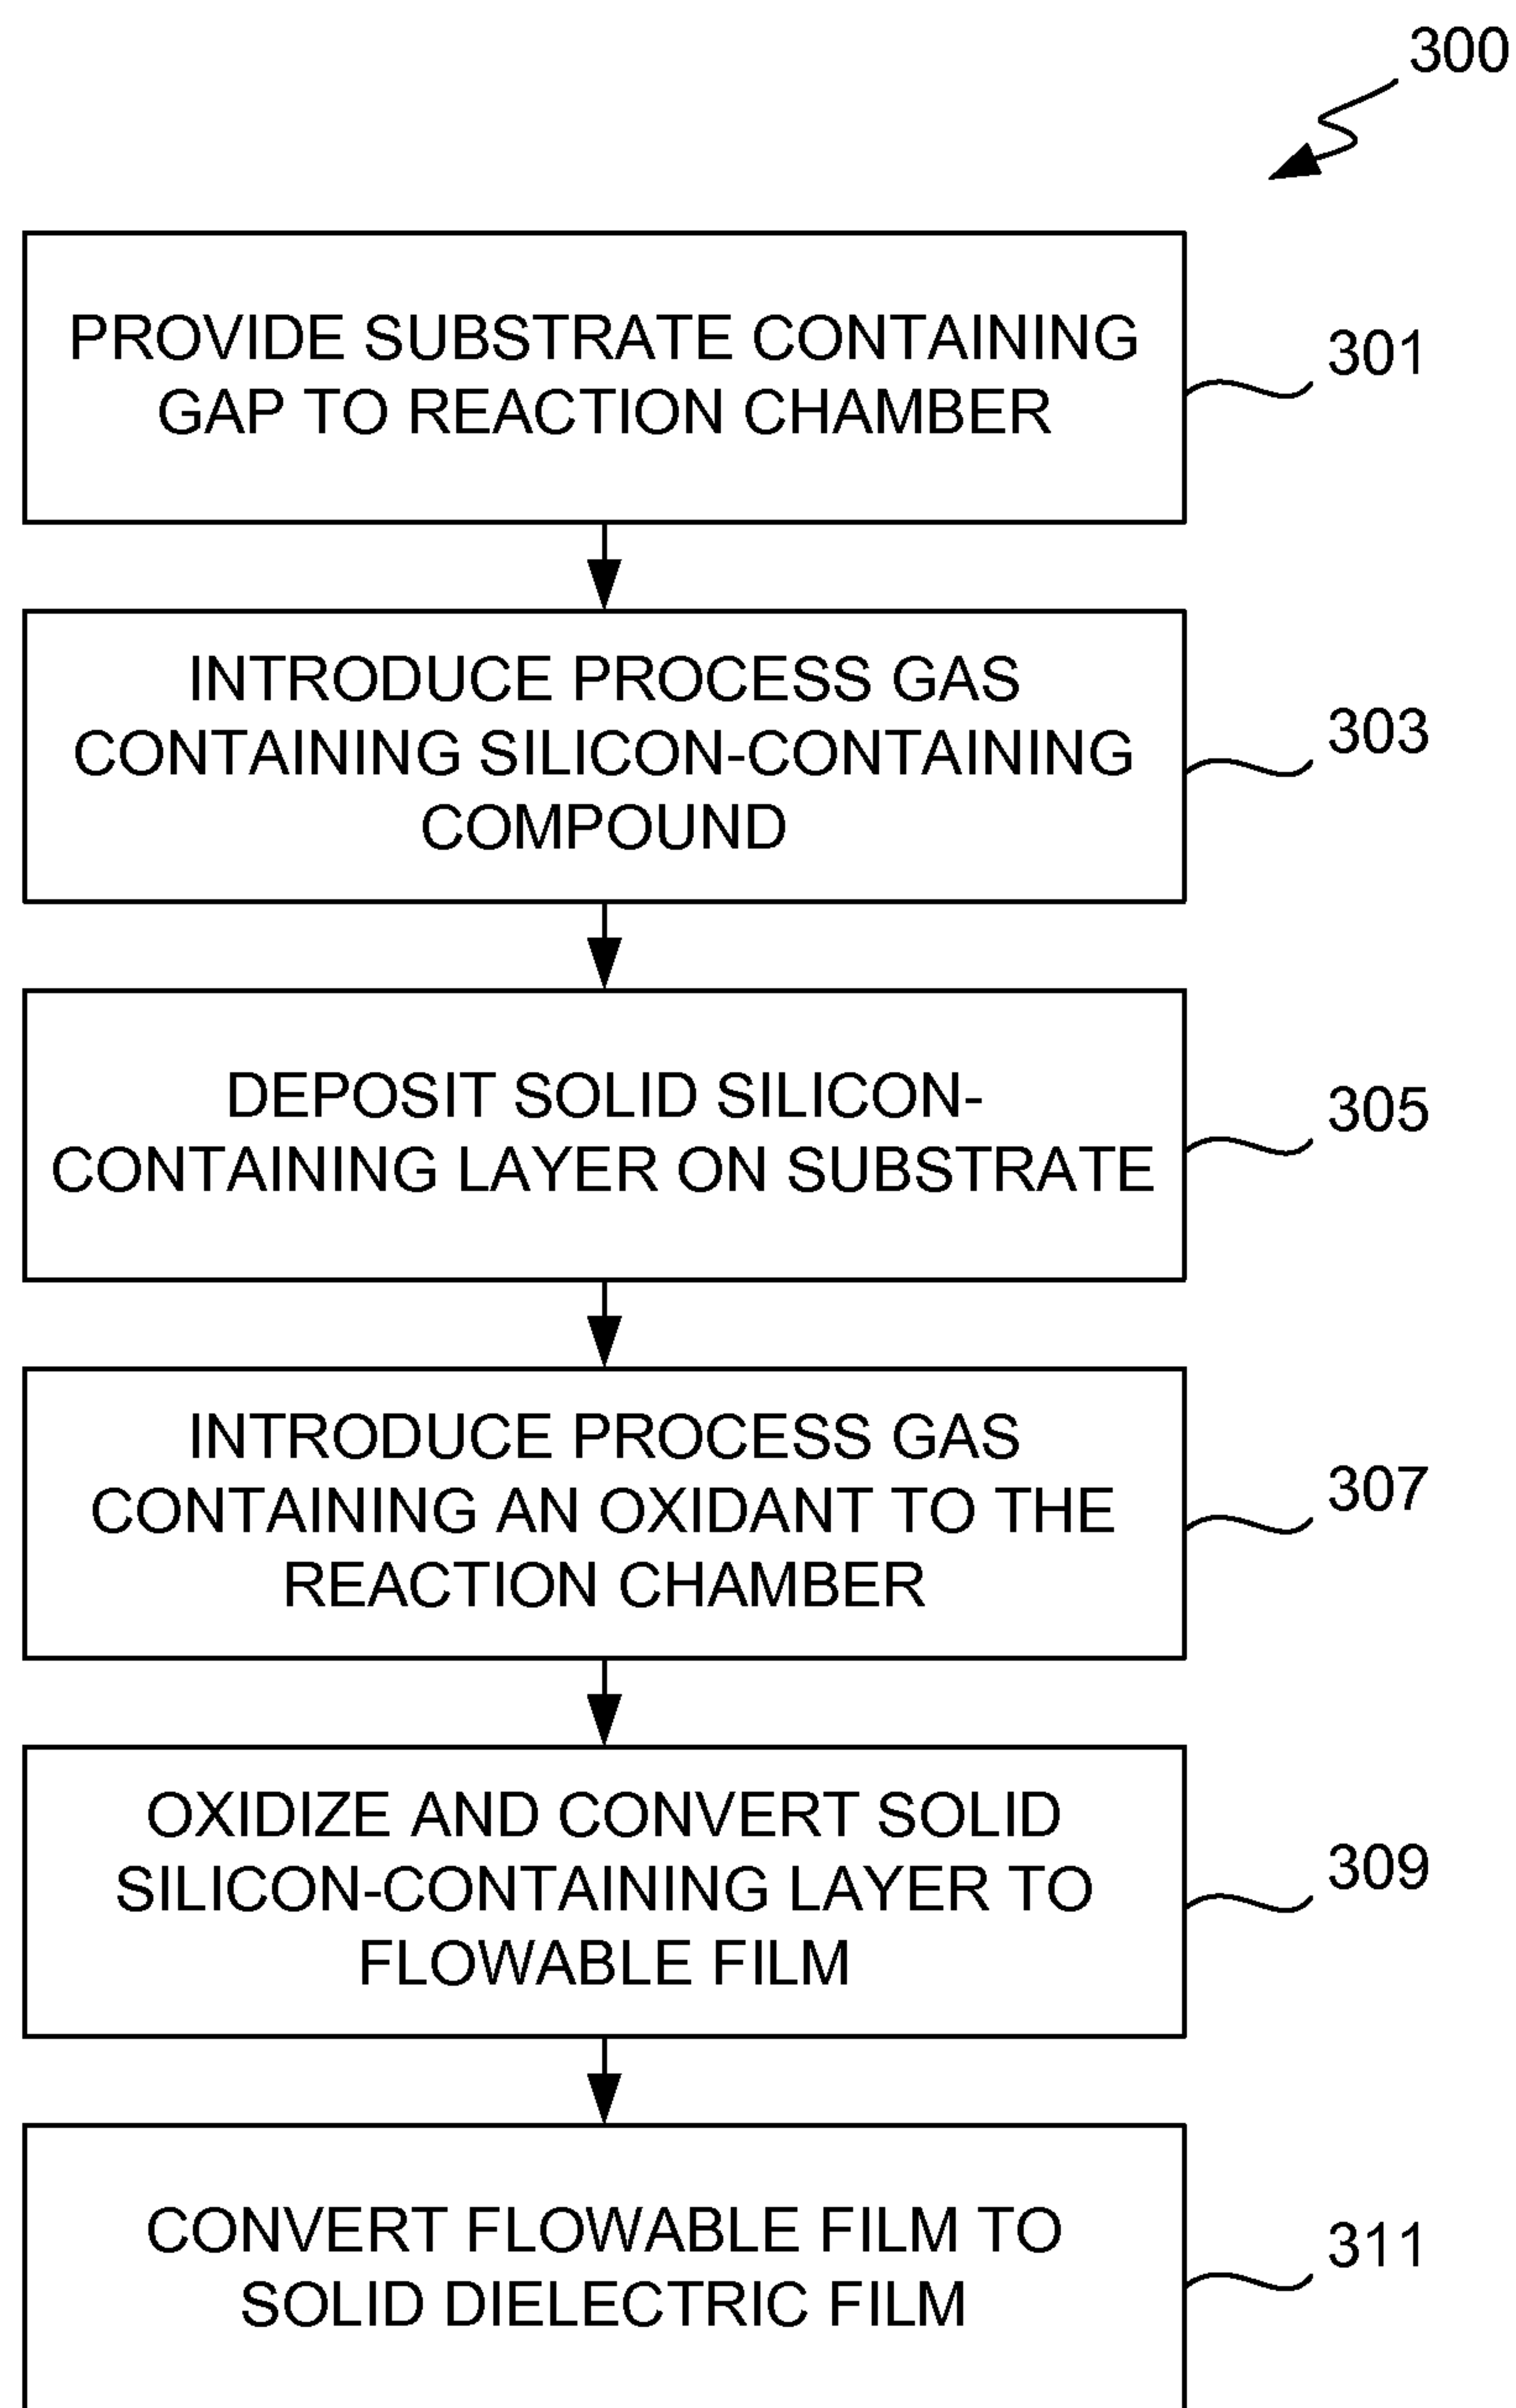 300
PROVIDE SUBSTRATE CONTAINING
GAP TO REACTION CHAMBER
301
INTRODUCE PROCESS GAS
CONTAINING SILICON-CONTAINING
COMPOUND
303
DEPOSIT SOLID SILICON-
CONTAINING LAYER ON SUBSTRATE
305
INTRODUCE PROCESS GAS
CONTAINING AN OXIDANT TO THE
REACTION CHAMBER
307
OXIDIZE AND CONVERT SOLID
SILICON-CONTAINING LAYER TO
FLOWABLE FILM
309
CONVERT FLOWABLE FILM TO
SOLID DIELECTRIC FILM
311